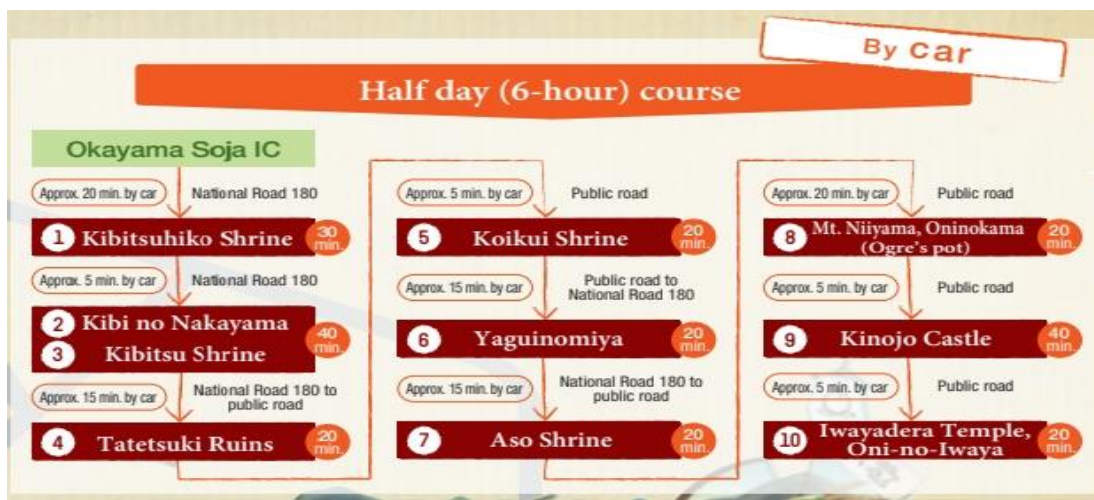 By car
Half day (6-hour) course
Okayama Soja IC
Approx. 20 min. by car
National Road 180
1 Kibitsuhiko Shrine
30 min.
Approx. 5 min. by car
National Road 180
2 Kibi no Nakayama
3 Kibitsu Shrine
40 min.
Approx. 15 min. by car
National Road 180 to
public road
4 Tatetsuki Ruins
20 min.
Approx. 5 min. by car
Public road
5 Koikui Shrine
20 min.
Approx. 15 min. by car
Public road to
National Road 180
6 Yaguinomiya
20 min.
Approx. 15 min. by car
National Road 180 to
public road
7 Aso Shrine
20 min.
Approx. 20 min. by car
Public road
8 Mt. Niiyama, Oninokama
(Ogre's pot)
20 min.
Approx. 5 min. by car
Public road
9 Kinojo Castle
40 min.
Approx. 5 min. by car
Public road
10 Iwayadera Temple,
Oni-no-Iwaya
20 min.